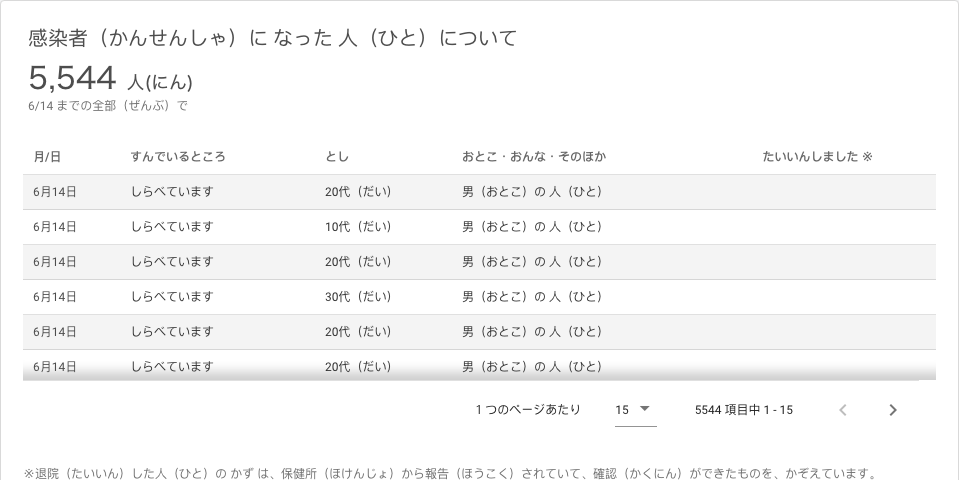 感染者（かんせんしゃ）に なった 人（ひと）について
5,544 人(にん)
6/14 までの全部（ぜんぶ）で
月/日 すんでいるところ とし おとこ・おんな・そのほか たいいんしました ※
6月14日 しらべています 20代（だい） 男（おとこ）の 人（ひと）
6月14日 しらべています 10代（だい） 男（おとこ）の 人（ひと）
6月14日 しらべています 20代（だい） 男（おとこ）の 人（ひと）
6月14日 しらべています 30代（だい） 男（おとこ）の 人（ひと）
6月14日 しらべています 20代（だい） 男（おとこ）の 人（ひと）
6月14日 しらべています 20代（だい） 男（おとこ）の 人（ひと）
1 つのページあたり 15 5544 項目中 1 - 15
※退院（たいいん）した人（ひと）の かず は、保健所（ほけんじょ）から報告（ほうこく）されていて、確認（かくにん）ができたものを、かぞえています。